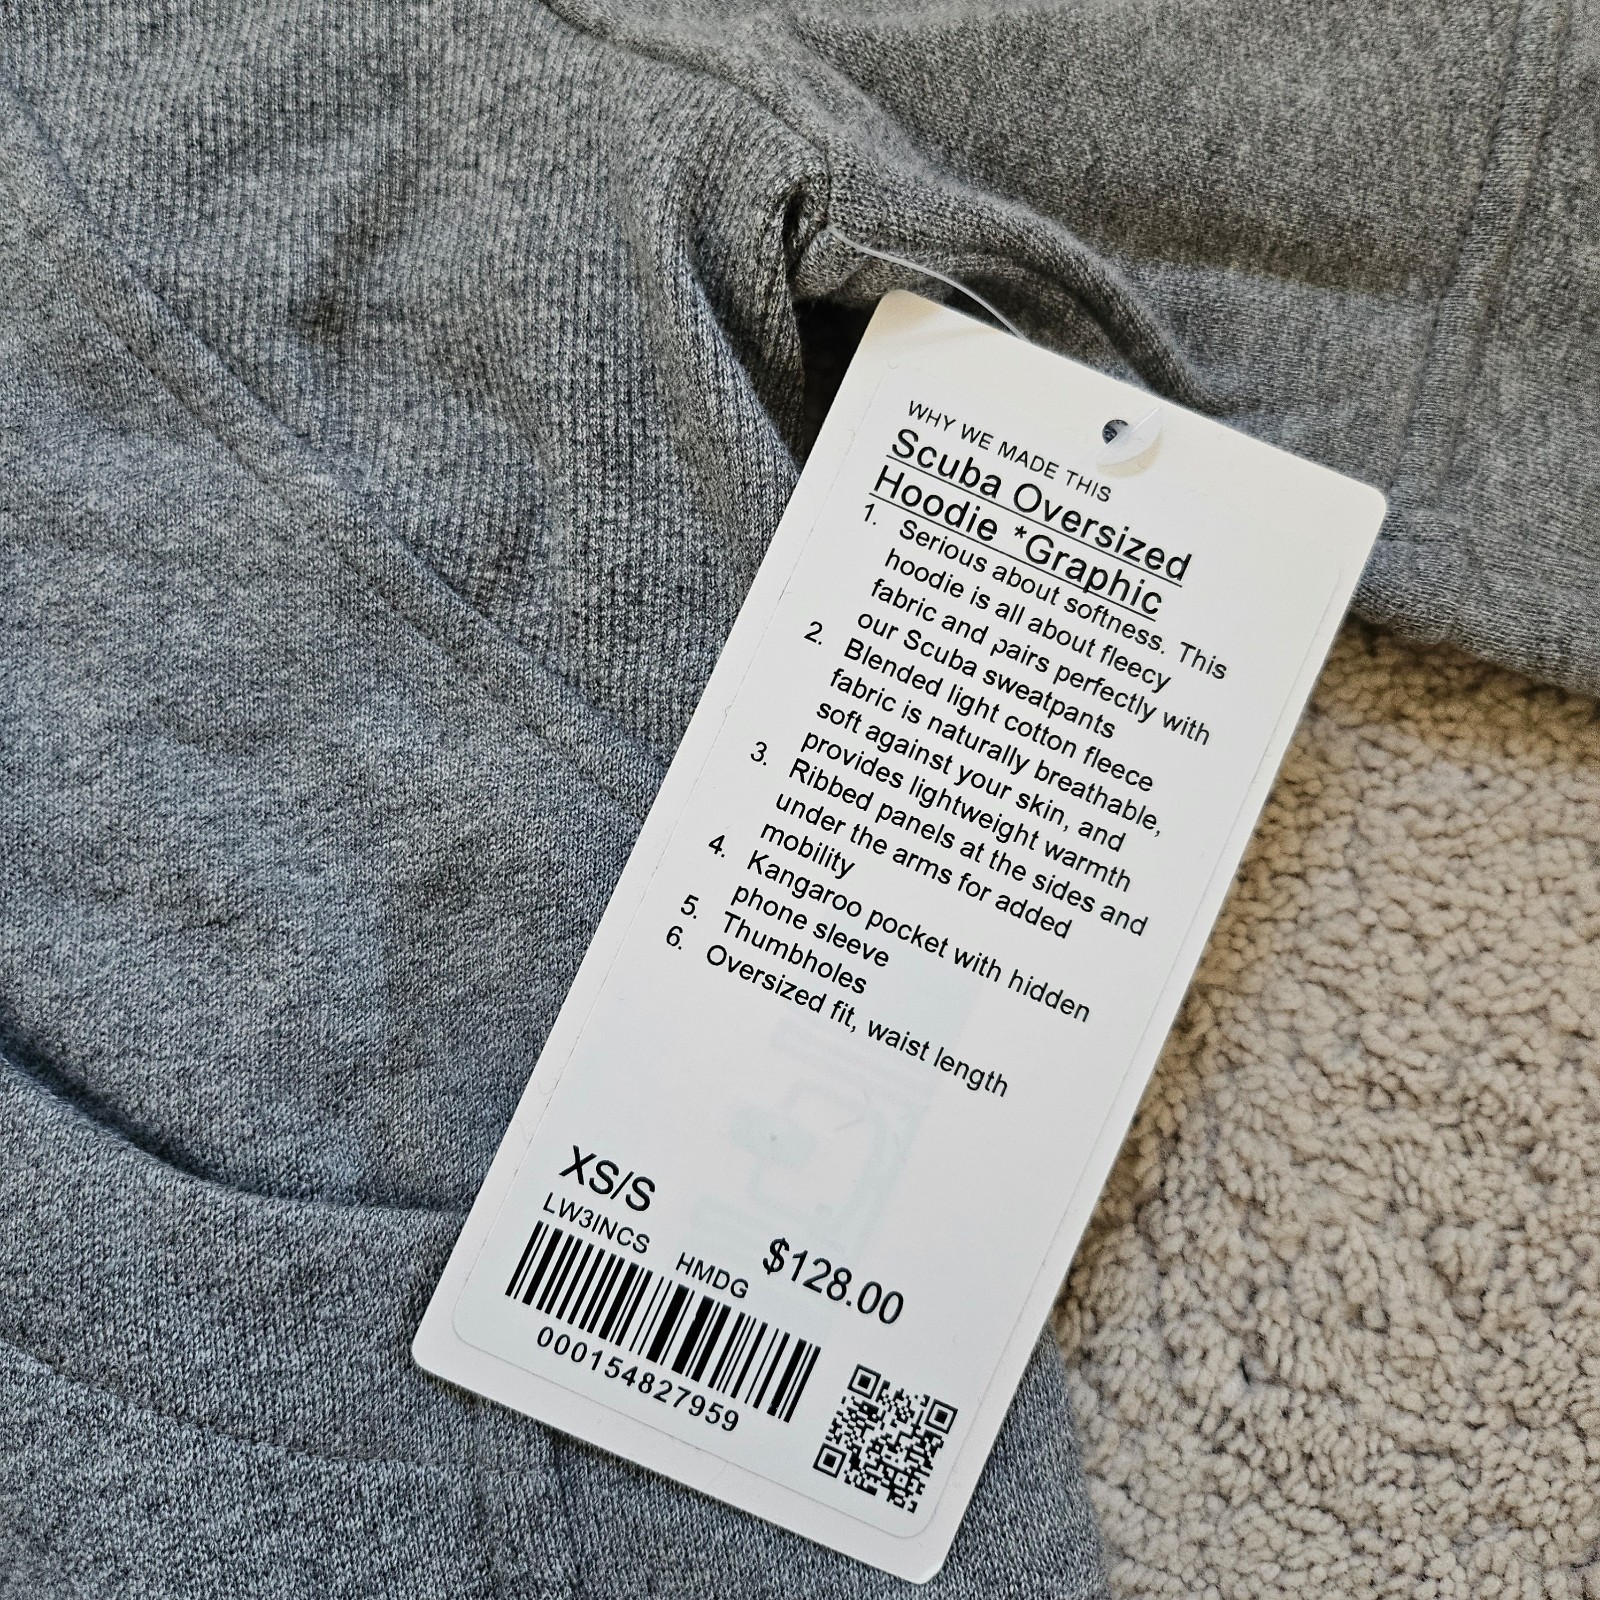 WHY WE MADE THIS
Scuba Oversized
Hoodie *Graphic
1. Serious about softness. This
hoodie is all about fleecy
fabric and pairs perfectly with
our Scuba sweatpants
2. Blended light cotton fleece
fabric is naturally breathable,
soft against your skin, and
provides lightweight warmth
3. Ribbed panels at the sides and
under the arms for added
mobility
4. Kangaroo pocket with hidden
phone sleeve
5. Thumbholes
6. Oversized fit, waist length
XS/S
LW3INCS HMDG $128.00
000154827959